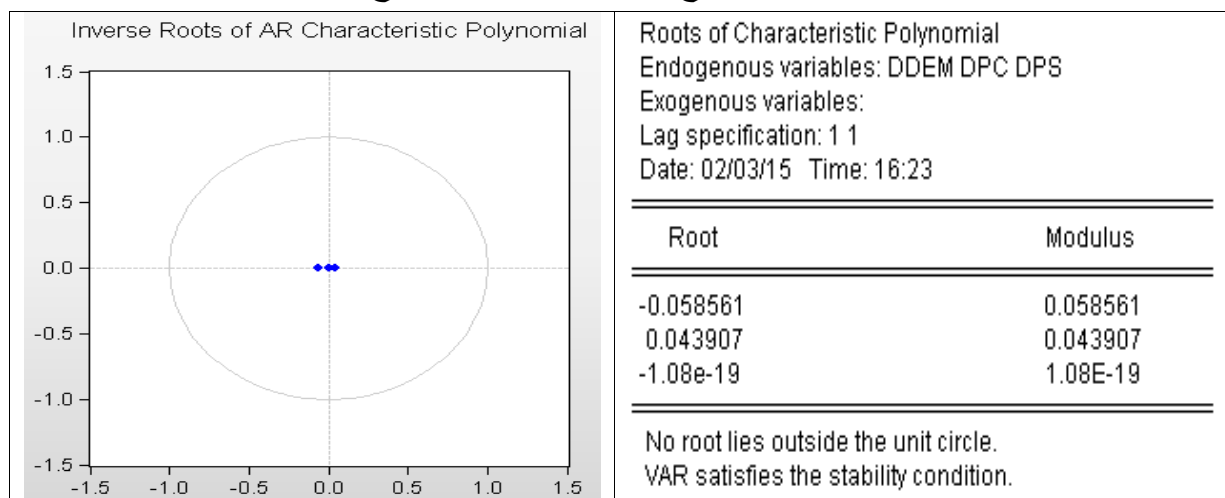 Inverse Roots of AR Characteristic Polynomial
1.5
1.0
0.5
0.0
-0.5
-1.0
-1.5
-1.5 -1.0 -0.5 0.0 0.5 1.0 1.5
Roots of Characteristic Polynomial
Endogenous variables: DDEM DPC DPS
Exogenous variables:
Lag specification: 1 1
Date: 02/03/15 Time: 16:23
Root Modulus
-0.058561 0.058561
0.043907 0.043907
-1.08e-19 1.08E-19
No root lies outside the unit circle.
VAR satisfies the stability condition.